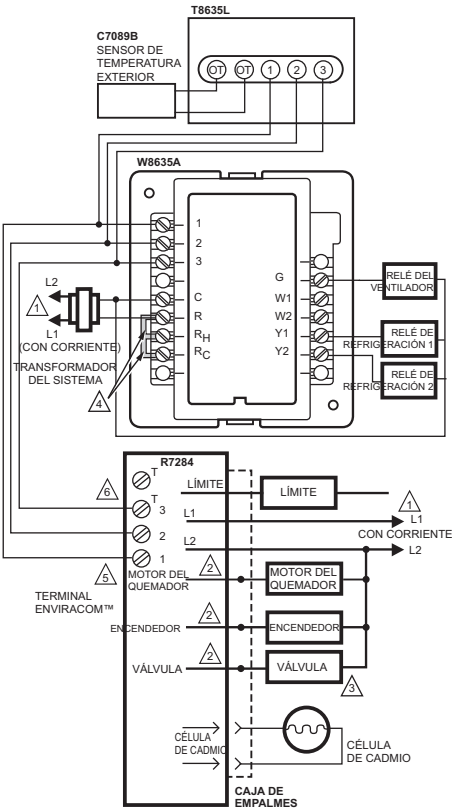 T8635L
C7089B
SENSOR DE
TEMPERATURA
EXTERIOR
OT OT 1 2 3
W8635A
1
2
3
C
R
RH
RC
G
W1
W2
Y1
Y2
L2
1
L1
(CON CORRIENTE)
TRANSFORMADOR
DEL SISTEMA
4
RELÉ DEL
VENTILADOR
RELÉ DE
REFRIGERACIÓN 1
RELÉ DE
REFRIGERACIÓN 2
R7284
T
T
6
3
2
1
5
TERMINAL
ENVIRACOM™
LÍMITE
LÍMITE
L1
1
L1
CON CORRIENTE
L2
L2
MOTOR DEL
QUEMADOR
2
MOTOR DEL
QUEMADOR
ENCENDEDOR
2
ENCENDEDOR
VÁLVULA
2
VÁLVULA
3
CÉLULA
DE CADMIO
CÉLULA
DE CADMIO
CAJA DE
EMPALMES